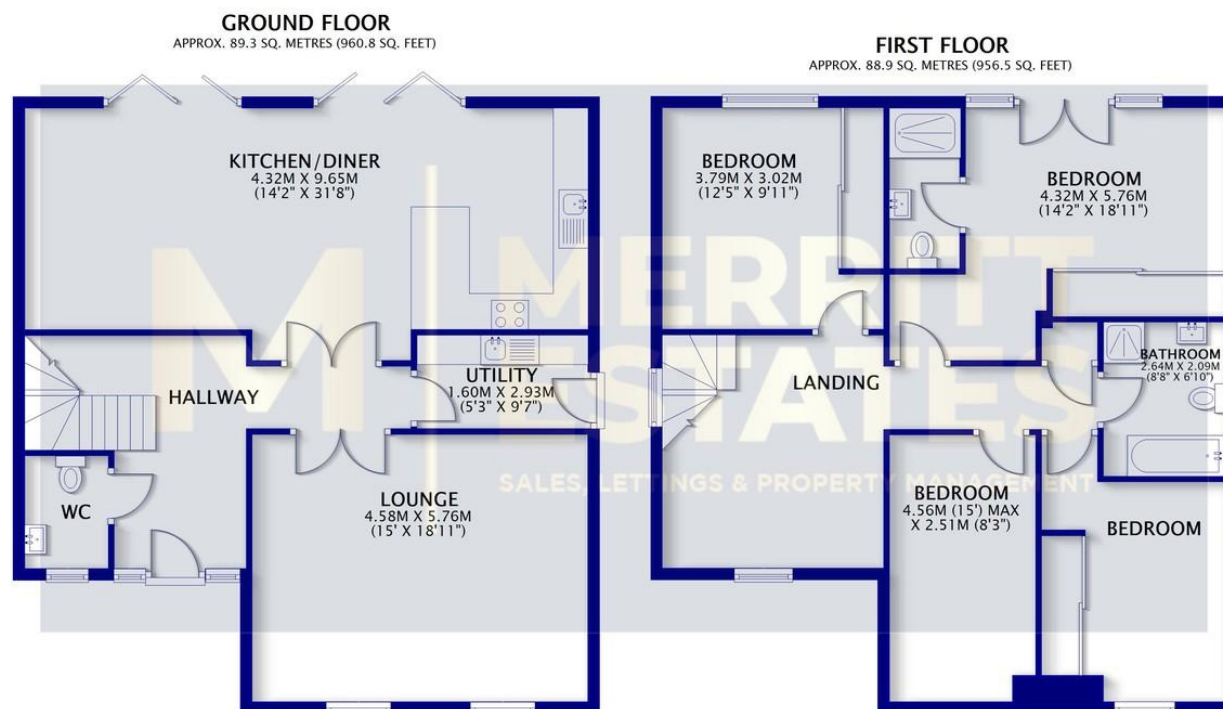 GROUND FLOOR
APPROX. 89.3 SQ. METRES (960.8 SQ. FEET)
KITCHEN/DINER
4.32M X 9.65M
(14'2" X 31'8")
UTILITY
1.60M X 2.93M
(5'3" X 9'7")
HALLWAY
WC
LOUNGE
4.58M X 5.76M
(15' X 18'11")
FIRST FLOOR
APPROX. 88.9 SQ. METRES (956.5 SQ. FEET)
BEDROOM
3.79M X 3.02M
(12'5" X 9'11")
BEDROOM
4.32M X 5.76M
(14'2" X 18'11")
BATHROOM
2.64M X 2.09M
(8'8" X 6'10")
LANDING
BEDROOM
4.56M (15') MAX
X 2.51M (8'3")
BEDROOM
M
MERRITT
ESTATES
SALES, LETTINGS & PROPERTY MANAGEMENT